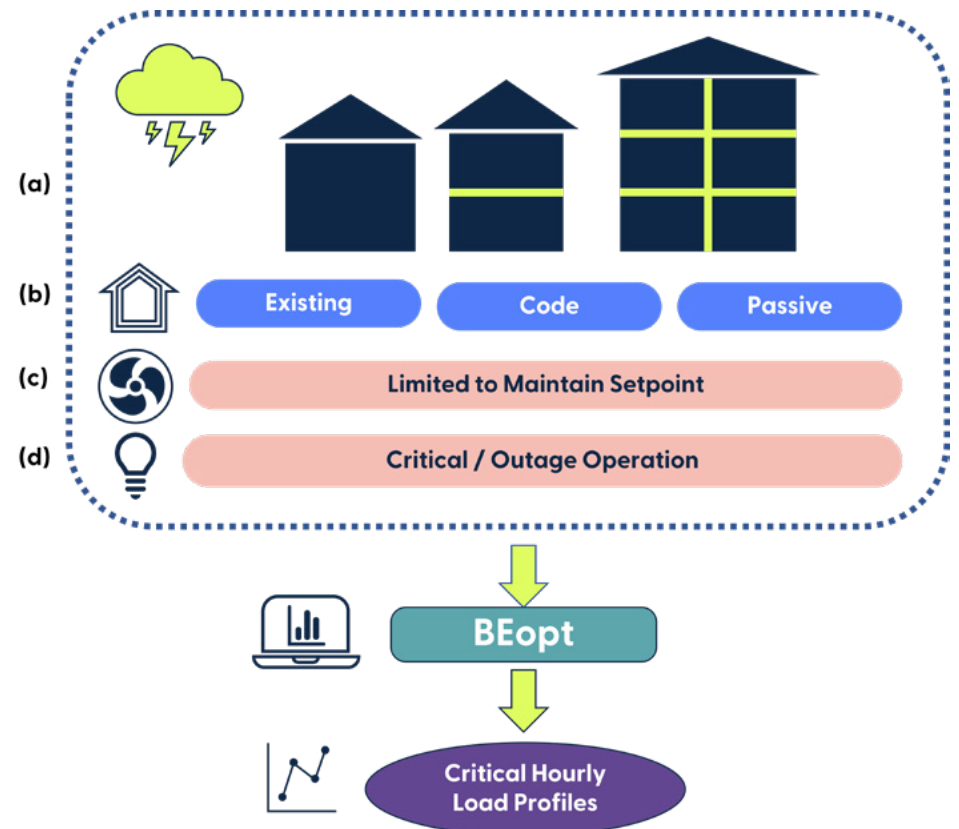 (a)
(b)
Existing
Code
Passive
(c)
Limited to Maintain Setpoint
(d)
Critical / Outage Operation
BEopt
Critical Hourly
Load Profiles